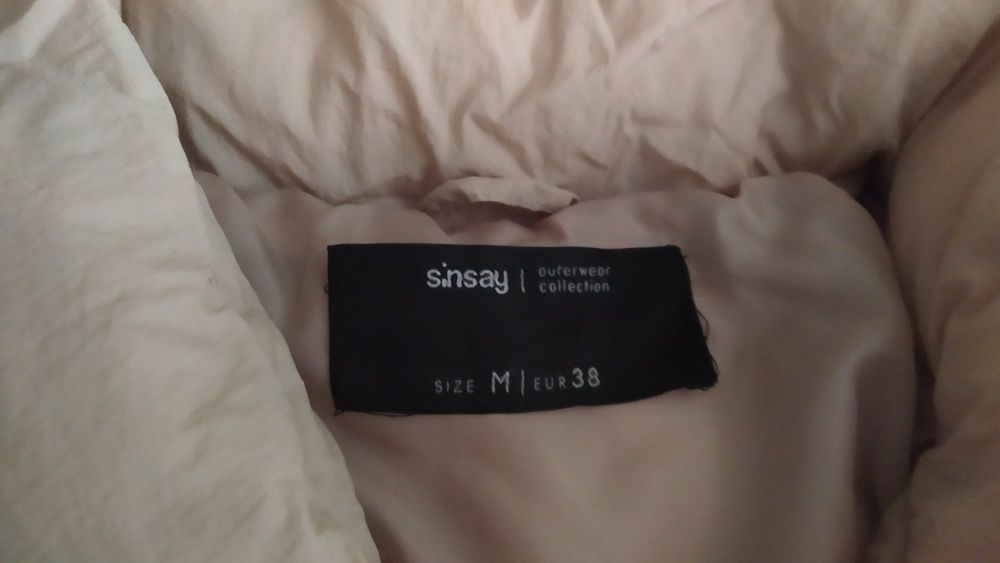 sinsay | outerwear
collection
SIZE M | EUR 38